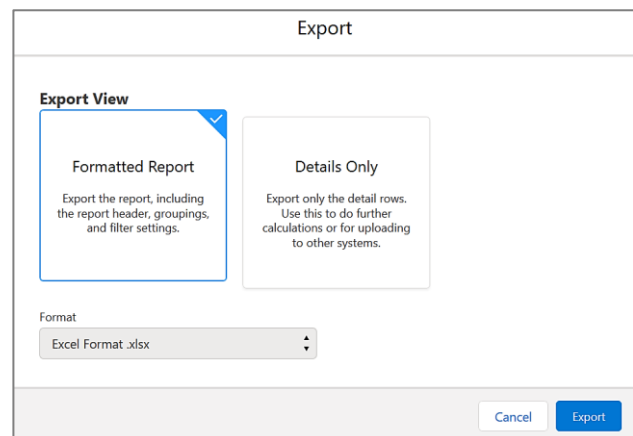 Export
Export View
Formatted Report
Export the report, including
the report header, groupings,
and filter settings.
Details Only
Export only the detail rows.
Use this to do further
calculations or for uploading
to other systems.
Format
Excel Format .xlsx
Cancel
Export